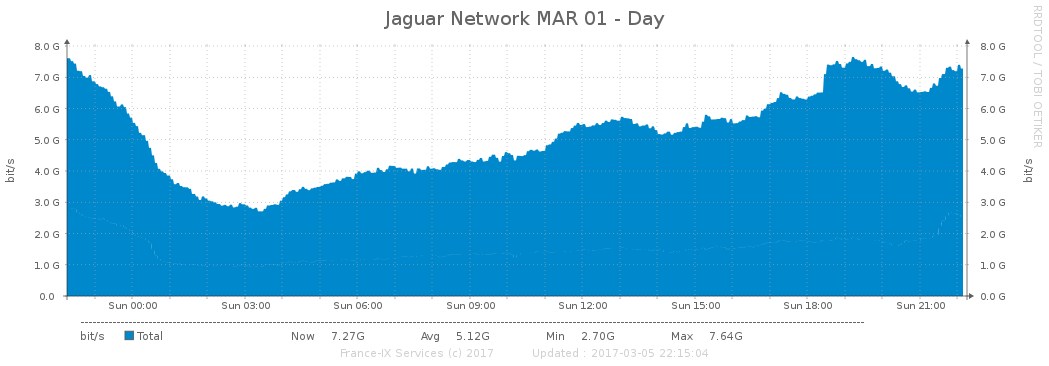 Jaguar Network MAR 01 - Day
RRDTOOL / TOBI OETIKER
8.0 G 8.0 G
7.0 G 7.0 G
6.0 G 6.0 G
5.0 G 5.0 G
4.0 G 4.0 G
3.0 G 3.0 G
2.0 G 2.0 G
1.0 G 1.0 G
0.0 0.0 G
bit/s bit/s
Sun 00:00 Sun 03:00 Sun 06:00 Sun 09:00 Sun 12:00 Sun 15:00 Sun 18:00 Sun 21:00
bit/s Total Now 7.27G Avg 5.12G Min 2.70G Max 7.64G
France-IX Services (c) 2017 Updated : 2017-03-05 22:15:04